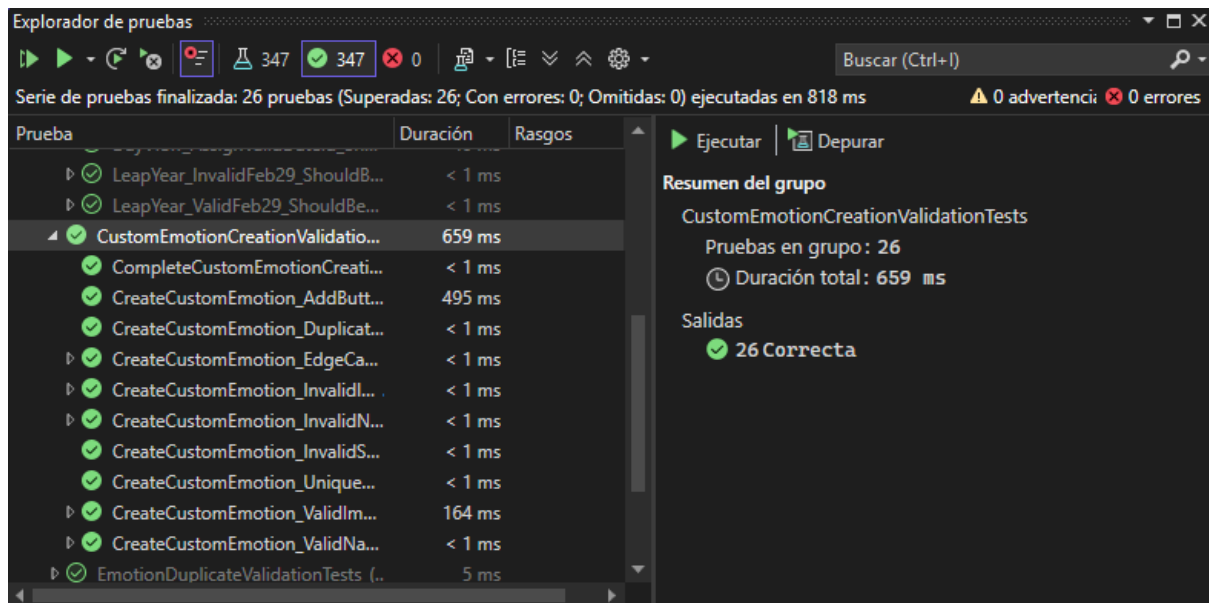 Explorador de pruebas
347 347 0 Buscar (Ctrl+I)
Serie de pruebas finalizada: 26 pruebas (Superadas: 26; Con errores: 0; Omitidas: 0) ejecutadas en 818 ms 0 advertencia 0 errores
Prueba Duración Rasgos
LeapYear_InvalidFeb29_ShouldB... < 1 ms
LeapYear_ValidFeb29_ShouldBe... < 1 ms
CustomEmotionCreationValidatio... 659 ms
CompleteCustomEmotionCreati... < 1 ms
CreateCustomEmotion_AddButt... 495 ms
CreateCustomEmotion_Duplicat... < 1 ms
CreateCustomEmotion_EdgeCa... < 1 ms
CreateCustomEmotion_InvalidI... < 1 ms
CreateCustomEmotion_InvalidN... < 1 ms
CreateCustomEmotion_InvalidS... < 1 ms
CreateCustomEmotion_Unique... < 1 ms
CreateCustomEmotion_ValidIm... 164 ms
CreateCustomEmotion_ValidNa... < 1 ms
EmotionDuplicateValidationTests (.. 5 ms
Ejecutar Depurar
Resumen del grupo
CustomEmotionCreationValidationTests
Pruebas en grupo: 26
Duración total: 659 ms
Salidas
26 Correcta